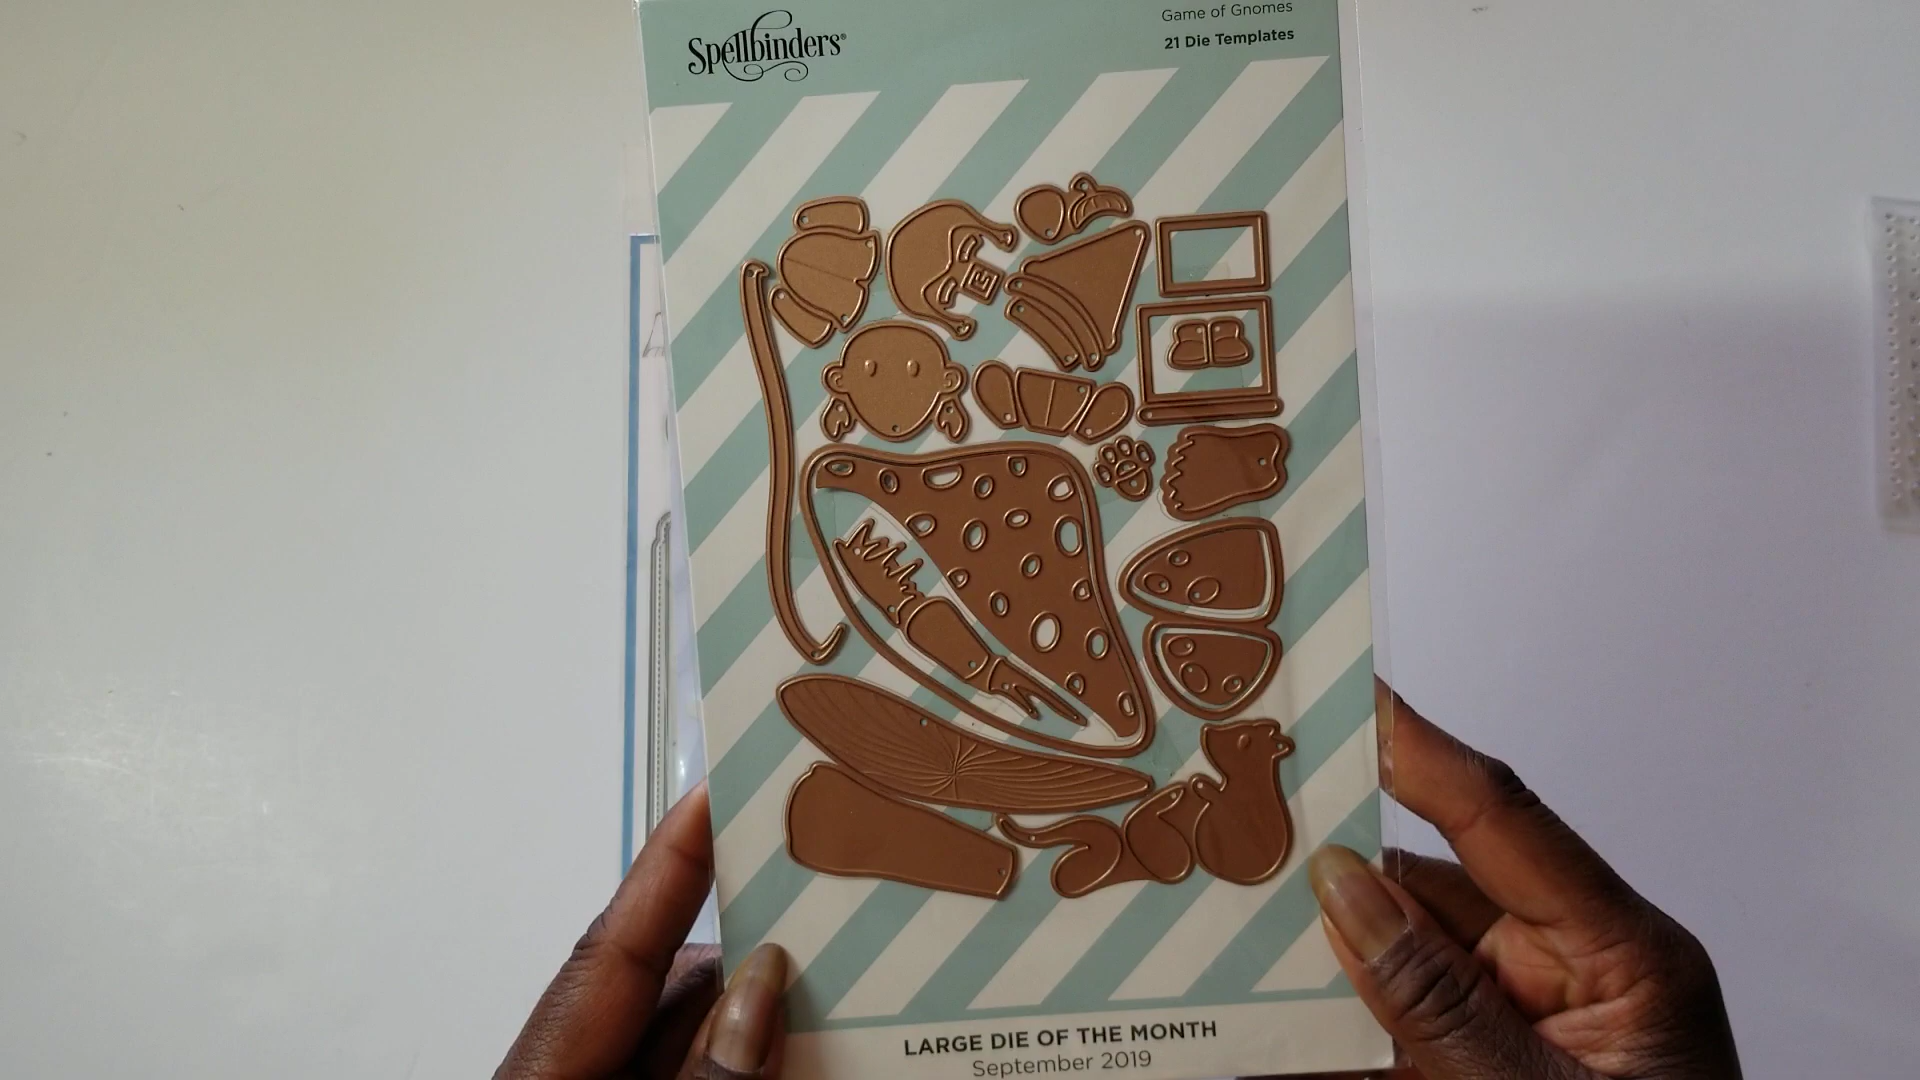 Spellbinders®
Game of Gnomes
21 Die Templates
LARGE DIE OF THE MONTH
September 2019